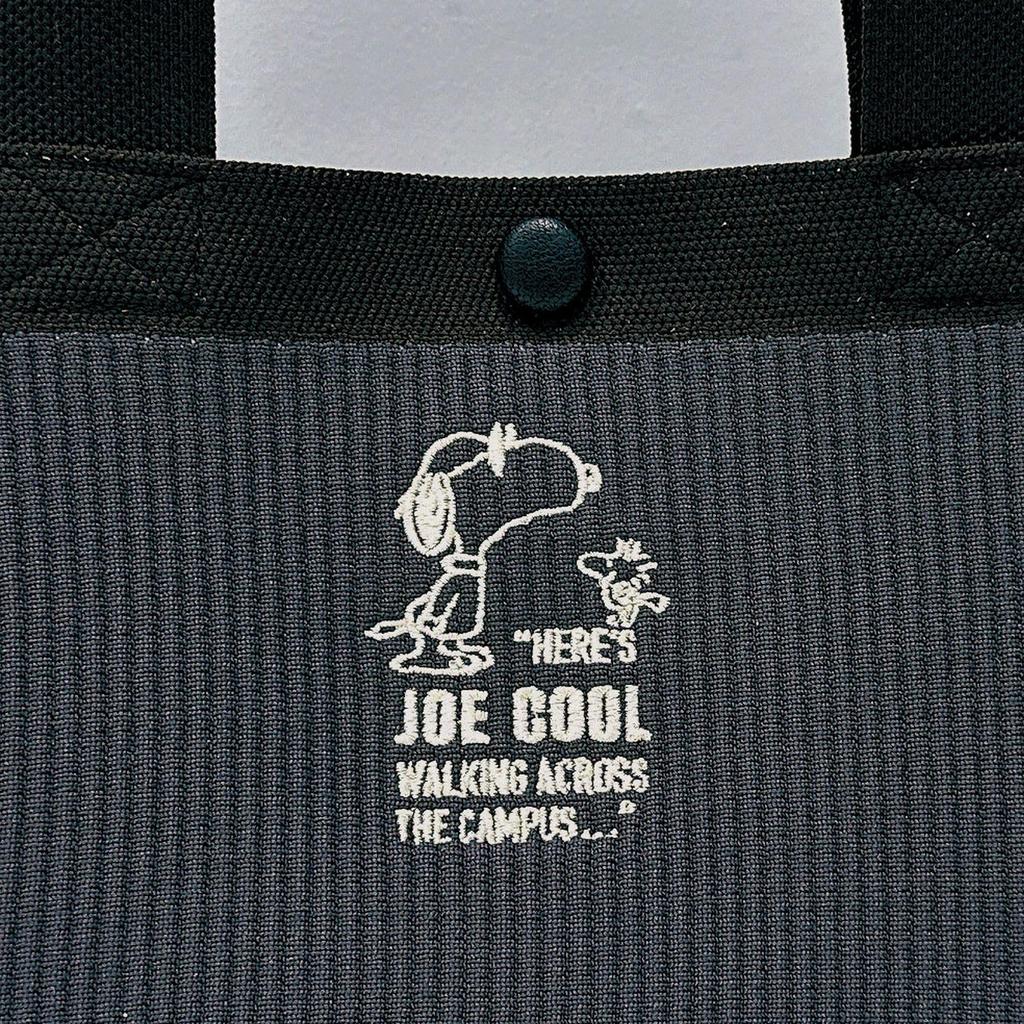 "HERE'S
JOE COOL
WALKING ACROSS
THE CAMPUS..."